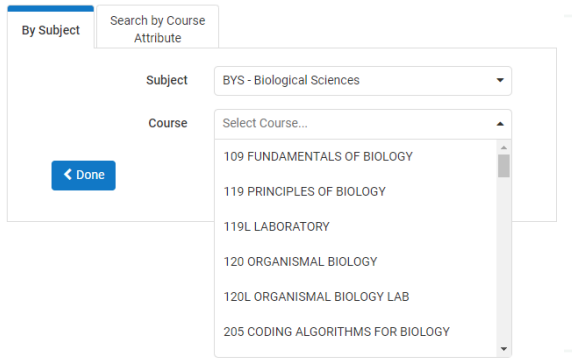 By Subject
Search by Course
Attribute
Subject
BYS - Biological Sciences
Course
Select Course...
109 FUNDAMENTALS OF BIOLOGY
119 PRINCIPLES OF BIOLOGY
119L LABORATORY
120 ORGANISMAL BIOLOGY
120L ORGANISMAL BIOLOGY LAB
205 CODING ALGORITHMS FOR BIOLOGY
Done